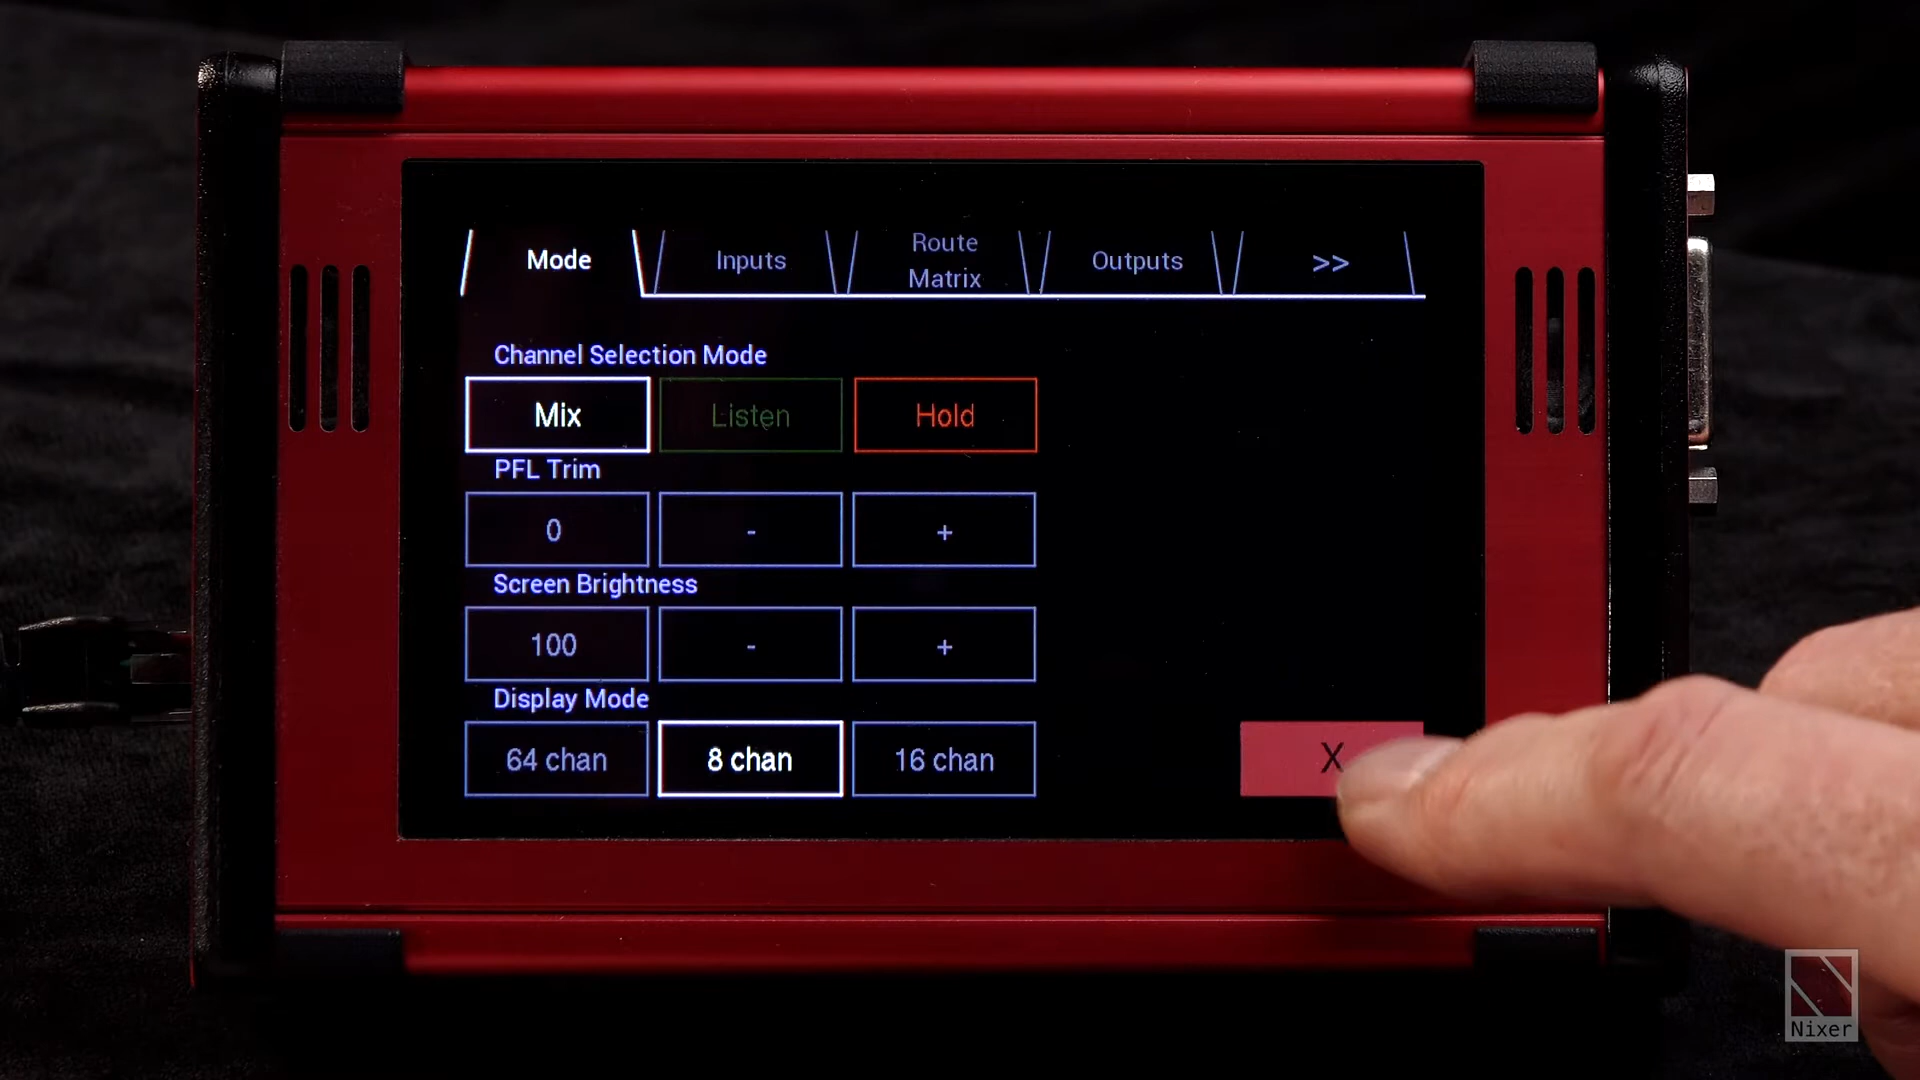 Mode
Inputs
Route
Matrix
Outputs
>>
Channel Selection Mode
Mix
Listen
Hold
PFL Trim
0
-
+
Screen Brightness
100
-
+
Display Mode
64 chan
8 chan
16 chan
X
Nixer